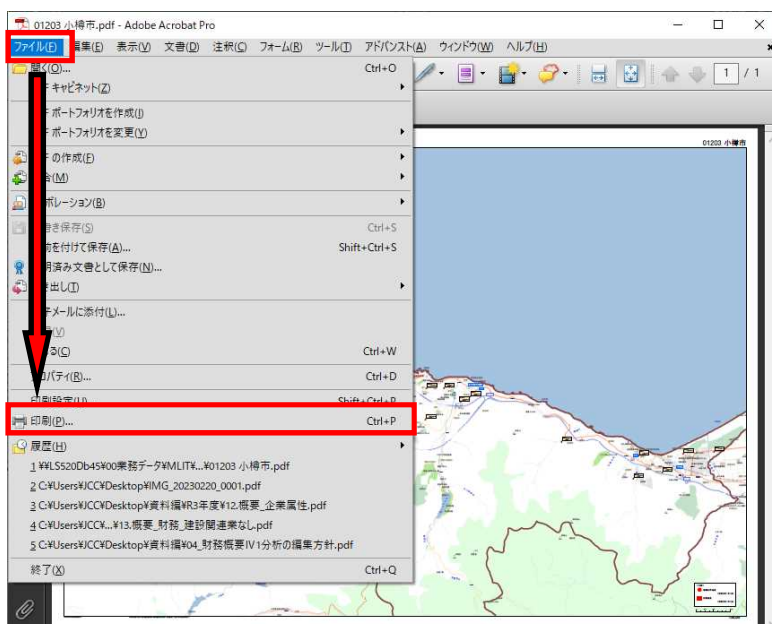 01203 小樽市.pdf - Adobe Acrobat Pro
ファイル(F) 編集(E) 表示(V) 文書(D) 注釈(C) フォーム(R) ツール(T) アドバンスト(A) ウィンドウ(W) ヘルプ(H)
開く(O)... Ctrl+O
キャビネット(Z)
ポートフォリオを作成(I)
ポートフォリオを変更(Y)
の作成(F)
(M)
ボレーション(B)
き保存(S) Ctrl+S
前を付けて保存(A)... Shift+Ctrl+S
明済み文書として保存(N)...
き出し(T)
メールに添付(L)...
(V)
る(C) Ctrl+W
パティ(R)... Ctrl+D
印刷設定(U) Shift+Ctrl+P
印刷(P)... Ctrl+P
履歴(H)
1 ¥¥LS520Db45¥00業務データ¥MLIT¥...¥01203 小樽市.pdf
2 C:¥Users¥JCC¥Desktop¥IMG_20230220_0001.pdf
3 C:¥Users¥JCC¥Desktop¥資料編¥R3年度¥12.概要_企業属性.pdf
4 C:¥Users¥JCC¥...¥13.概要_財務_建設関連業なし.pdf
5 C:¥Users¥JCC¥Desktop¥資料編¥04_財務概要Ⅳ1分析の編集方針.pdf
終了(X) Ctrl+Q
1 / 1
01203 小樽市